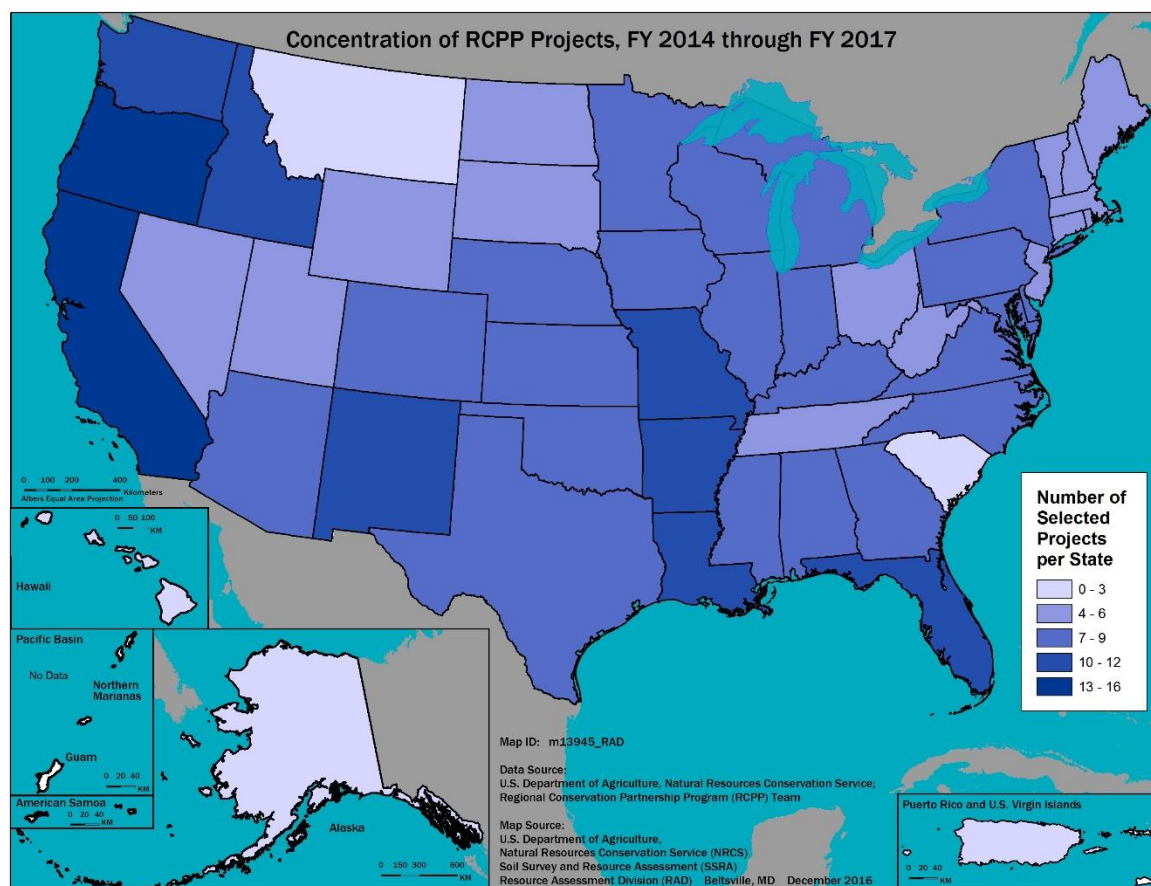 Concentration of RCPP Projects, FY 2014 through FY 2017
0 100 200 400
Kilometers
Albers Equal Area Projection
0 50 100
KM
Hawaii
Pacific Basin
No Data
Northern
Marianas
Guam
0 20 40
KM
American Samoa
0 20 40
KM
Alaska
0 150 300 600
KM
Number of
Selected
Projects
per State
0 - 3
4 - 6
7 - 9
10 - 12
13 - 16
Map ID: m13945_RAD
Data Source:
U.S. Department of Agriculture, Natural Resources Conservation Service;
Regional Conservation Partnership Program (RCPP) Team
Map Source:
U.S. Department of Agriculture,
Natural Resources Conservation Service (NRCS)
Soil Survey and Resource Assessment (SSRA)
Resource Assessment Division (RAD) Beltsville, MD December 2016
Puerto Rico and U.S. Virgin Islands
0 20 40
KM